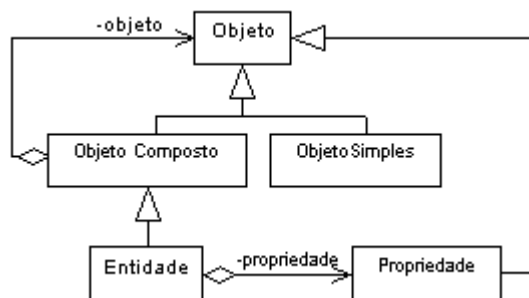 -objeto
Objeto
Objeto Composto
ObjetoSimples
Entidade
-propriedade
Propriedade